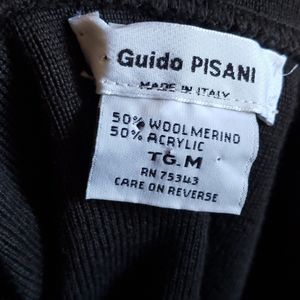 Guido PISANI
MADE IN ITALY
50% WOOLMERINO
50% ACRYLIC
TG.M
RN 75343
CARE ON REVERSE